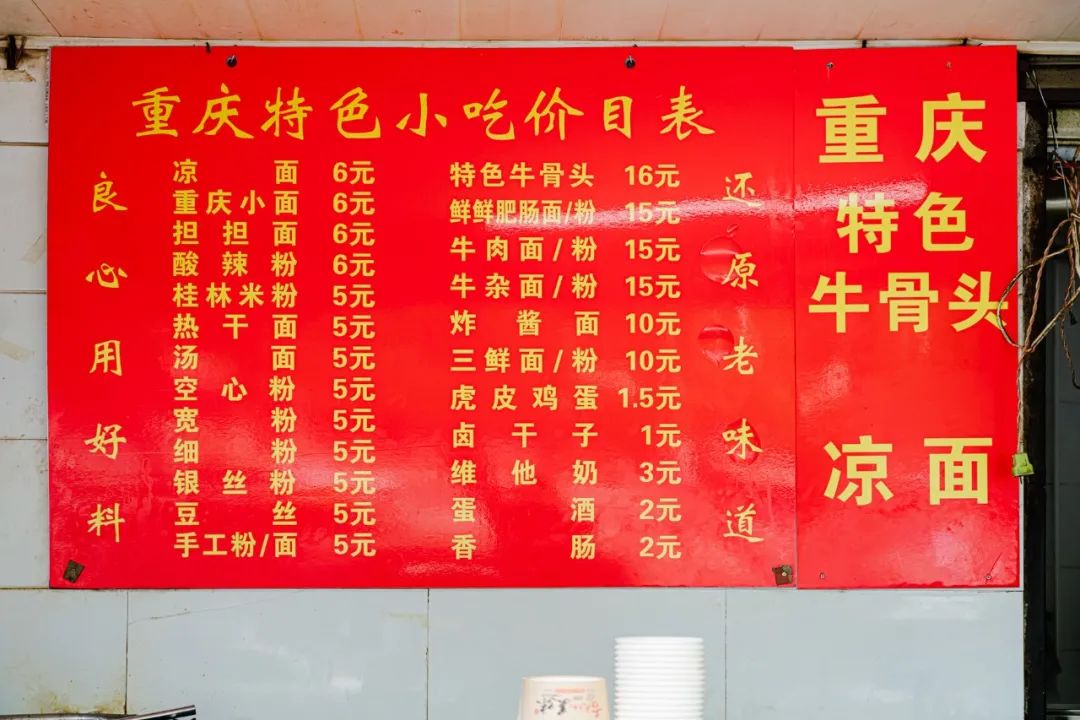 重庆特色小吃价目表
良心用好料
凉面 6元
重庆小面 6元
担担面 6元
酸辣粉 6元
桂林米粉 5元
热干面 5元
汤面 5元
空心粉 5元
宽粉 5元
细粉 5元
银丝粉 5元
豆丝 5元
手工粉/面 5元
特色牛骨头 16元
鲜鲜肥肠面/粉 15元
牛肉面/粉 15元
牛杂面/粉 15元
炸酱面 10元
三鲜面/粉 10元
虎皮鸡蛋 1.5元
卤干子 1元
维他奶 3元
蛋酒 2元
香肠 2元
还原老味道
重庆
特色
牛骨头
凉面